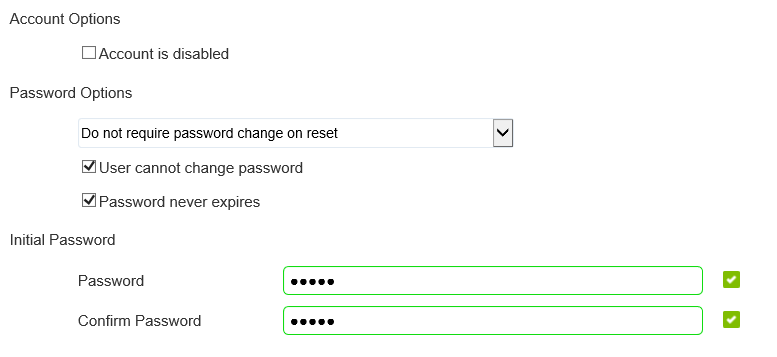 Account Options
Account is disabled
Password Options
Do not require password change on reset
User cannot change password
Password never expires
Initial Password
Password •••••
Confirm Password •••••